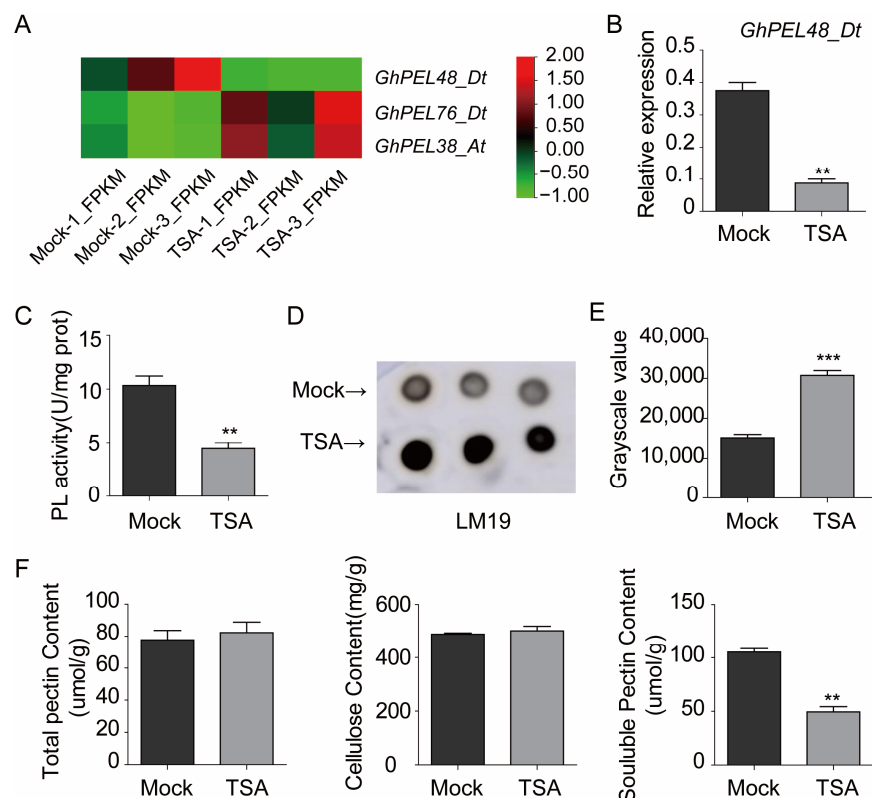 A
GhPEL48_Dt
GhPEL76_Dt
GhPEL38_At
2.00
1.50
1.00
0.50
0.00
−0.50
−1.00
Mock-1_FPKM
Mock-2_FPKM
Mock-3_FPKM
TSA-1_FPKM
TSA-2_FPKM
TSA-3_FPKM
B
GhPEL48_Dt
Relative expression
0.5
0.4
0.3
0.2
0.1
0
**
Mock
TSA
C
PL activity(U/mg prot)
15
10
5
0
**
Mock
TSA
D
Mock→
TSA→
LM19
E
Grayscale value
40,000
30,000
20,000
10,000
0
***
Mock
TSA
F
Total pectin Content
(umol/g)
100
80
60
40
20
0
Mock
TSA
Cellulose Content(mg/g)
600
400
200
0
Mock
TSA
Souluble Pectin Content
(umol/g)
150
100
50
0
**
Mock
TSA